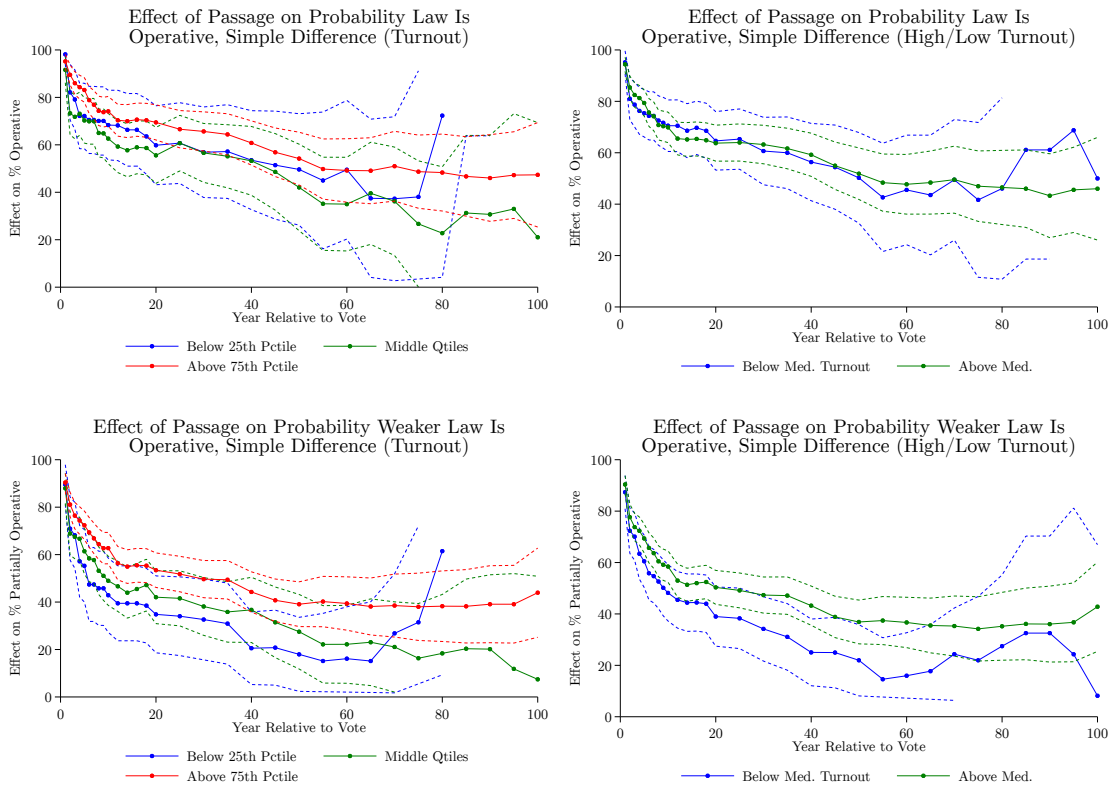 Effect of Passage on Probability Law Is
Operative, Simple Difference (Turnout)
Effect on % Operative
100
80
60
40
20
0
0 20 40 60 80 100
Year Relative to Vote
Below 25th Pctile Middle Qtiles
Above 75th Pctile
Effect of Passage on Probability Law Is
Operative, Simple Difference (High/Low Turnout)
Effect on % Operative
100
80
60
40
20
0
0 20 40 60 80 100
Year Relative to Vote
Below Med. Turnout Above Med.
Effect of Passage on Probability Weaker Law Is
Operative, Simple Difference (Turnout)
Effect on % Partially Operative
100
80
60
40
20
0
0 20 40 60 80 100
Year Relative to Vote
Below 25th Pctile Middle Qtiles
Above 75th Pctile
Effect of Passage on Probability Weaker Law Is
Operative, Simple Difference (High/Low Turnout)
Effect on % Partially Operative
100
80
60
40
20
0
0 20 40 60 80 100
Year Relative to Vote
Below Med. Turnout Above Med.